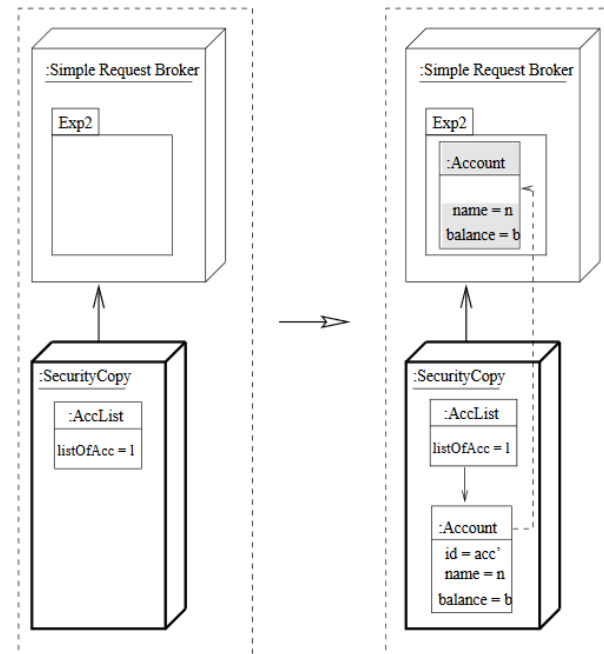 :Simple Request Broker
Exp2
:SecurityCopy
:AccList
listOfAcc = l
:Simple Request Broker
Exp2
:Account
name = n
balance = b
:SecurityCopy
:AccList
listOfAcc = l
:Account
id = acc’
name = n
balance = b